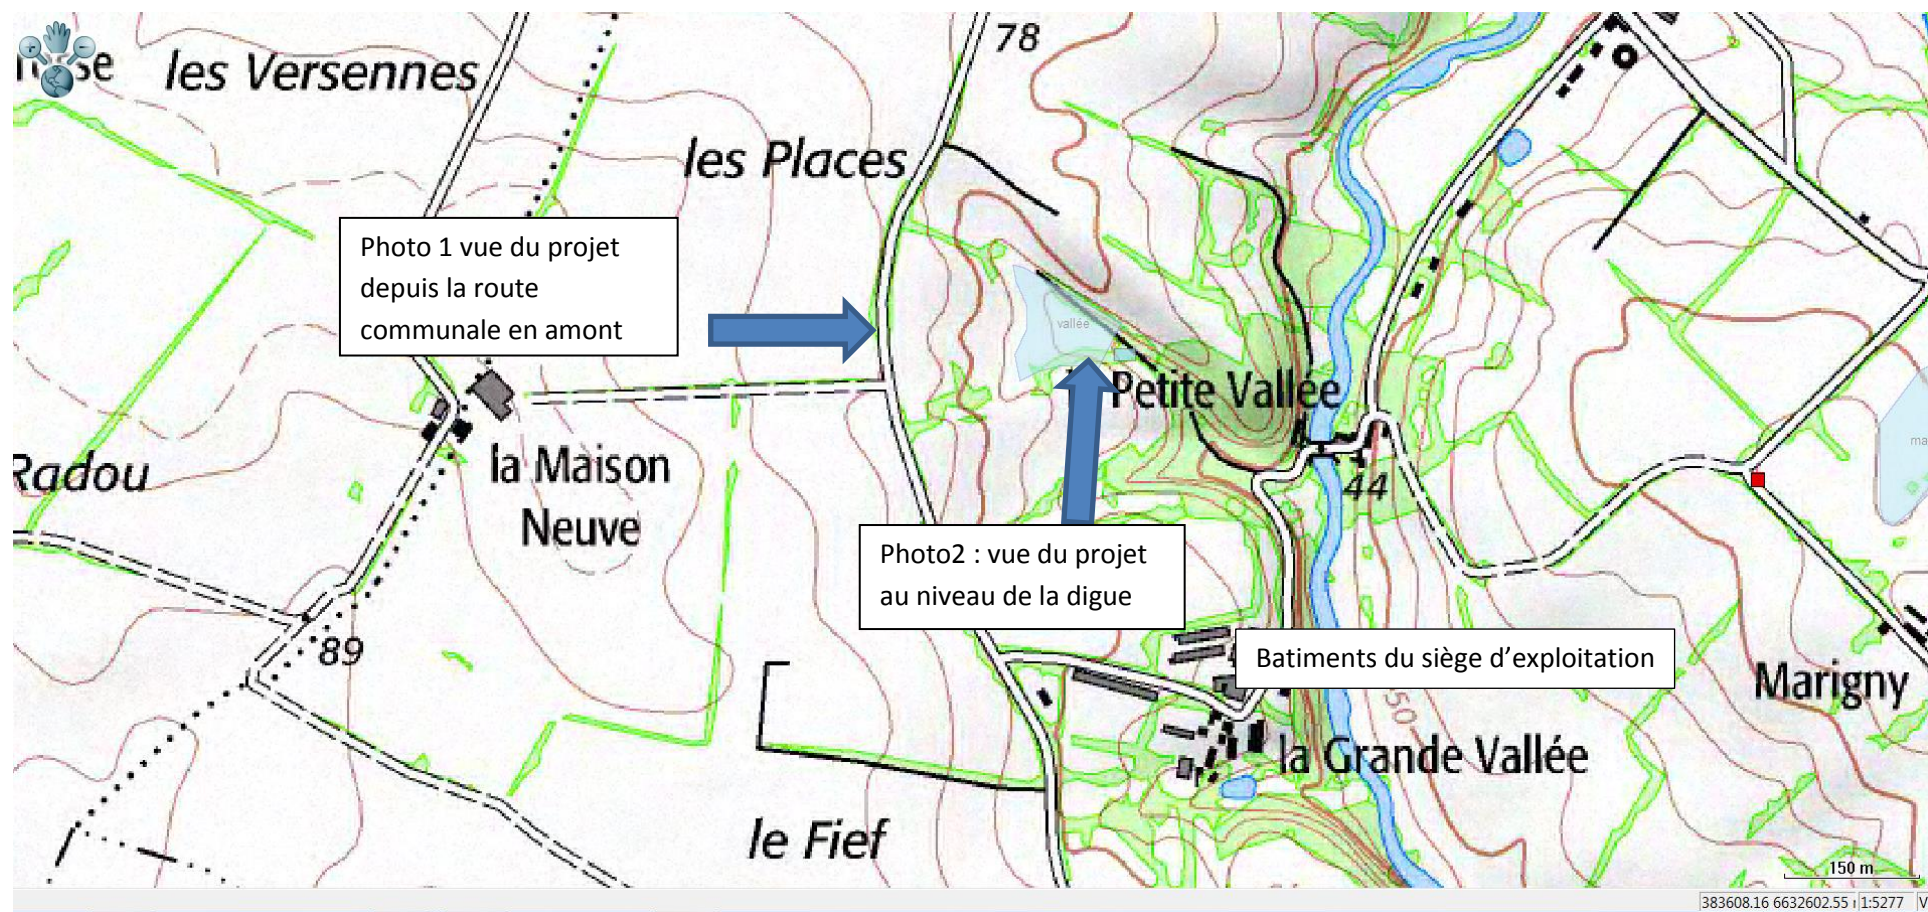 78
les Versennes
les Places
Photo 1 vue du projet
depuis la route
communale en amont
vallée
Petite Vallée
la Maison
Neuve
Radou
44
Photo2 : vue du projet
au niveau de la digue
89
Batiments du siège d'exploitation
Marigny
50
la Grande Vallée
le Fief
150 m
383608.16 6632602.55
1:5277